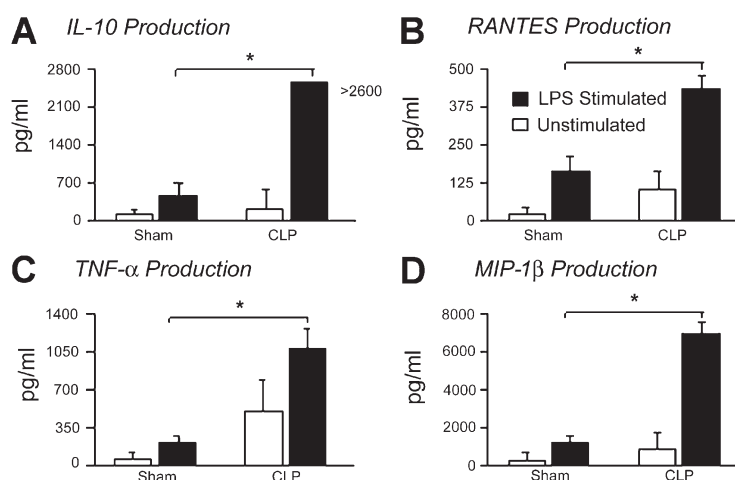 A IL-10 Production
*
2800
2100
1400
700
0
pg/ml
>2600
Sham CLP
B RANTES Production
*
500
375
250
125
0
pg/ml
LPS Stimulated
Unstimulated
Sham CLP
C TNF-α Production
*
1400
1050
700
350
0
pg/ml
Sham CLP
D MIP-1β Production
*
8000
6000
4000
2000
0
pg/ml
Sham CLP